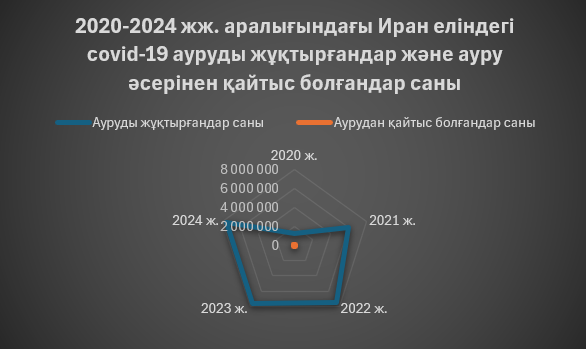 2020-2024 жж. аралығындағы Иран еліндегі
covid-19 ауруды жұқтырғандар және ауру
әсерінен қайтыс болғандар саны
Ауруды жұқтырғандар саны
Аурудан қайтыс болғандар саны
2020 ж.
8 000 000
6 000 000
4 000 000
2024 ж.
2 000 000
2021 ж.
0
2023 ж.
2022 ж.